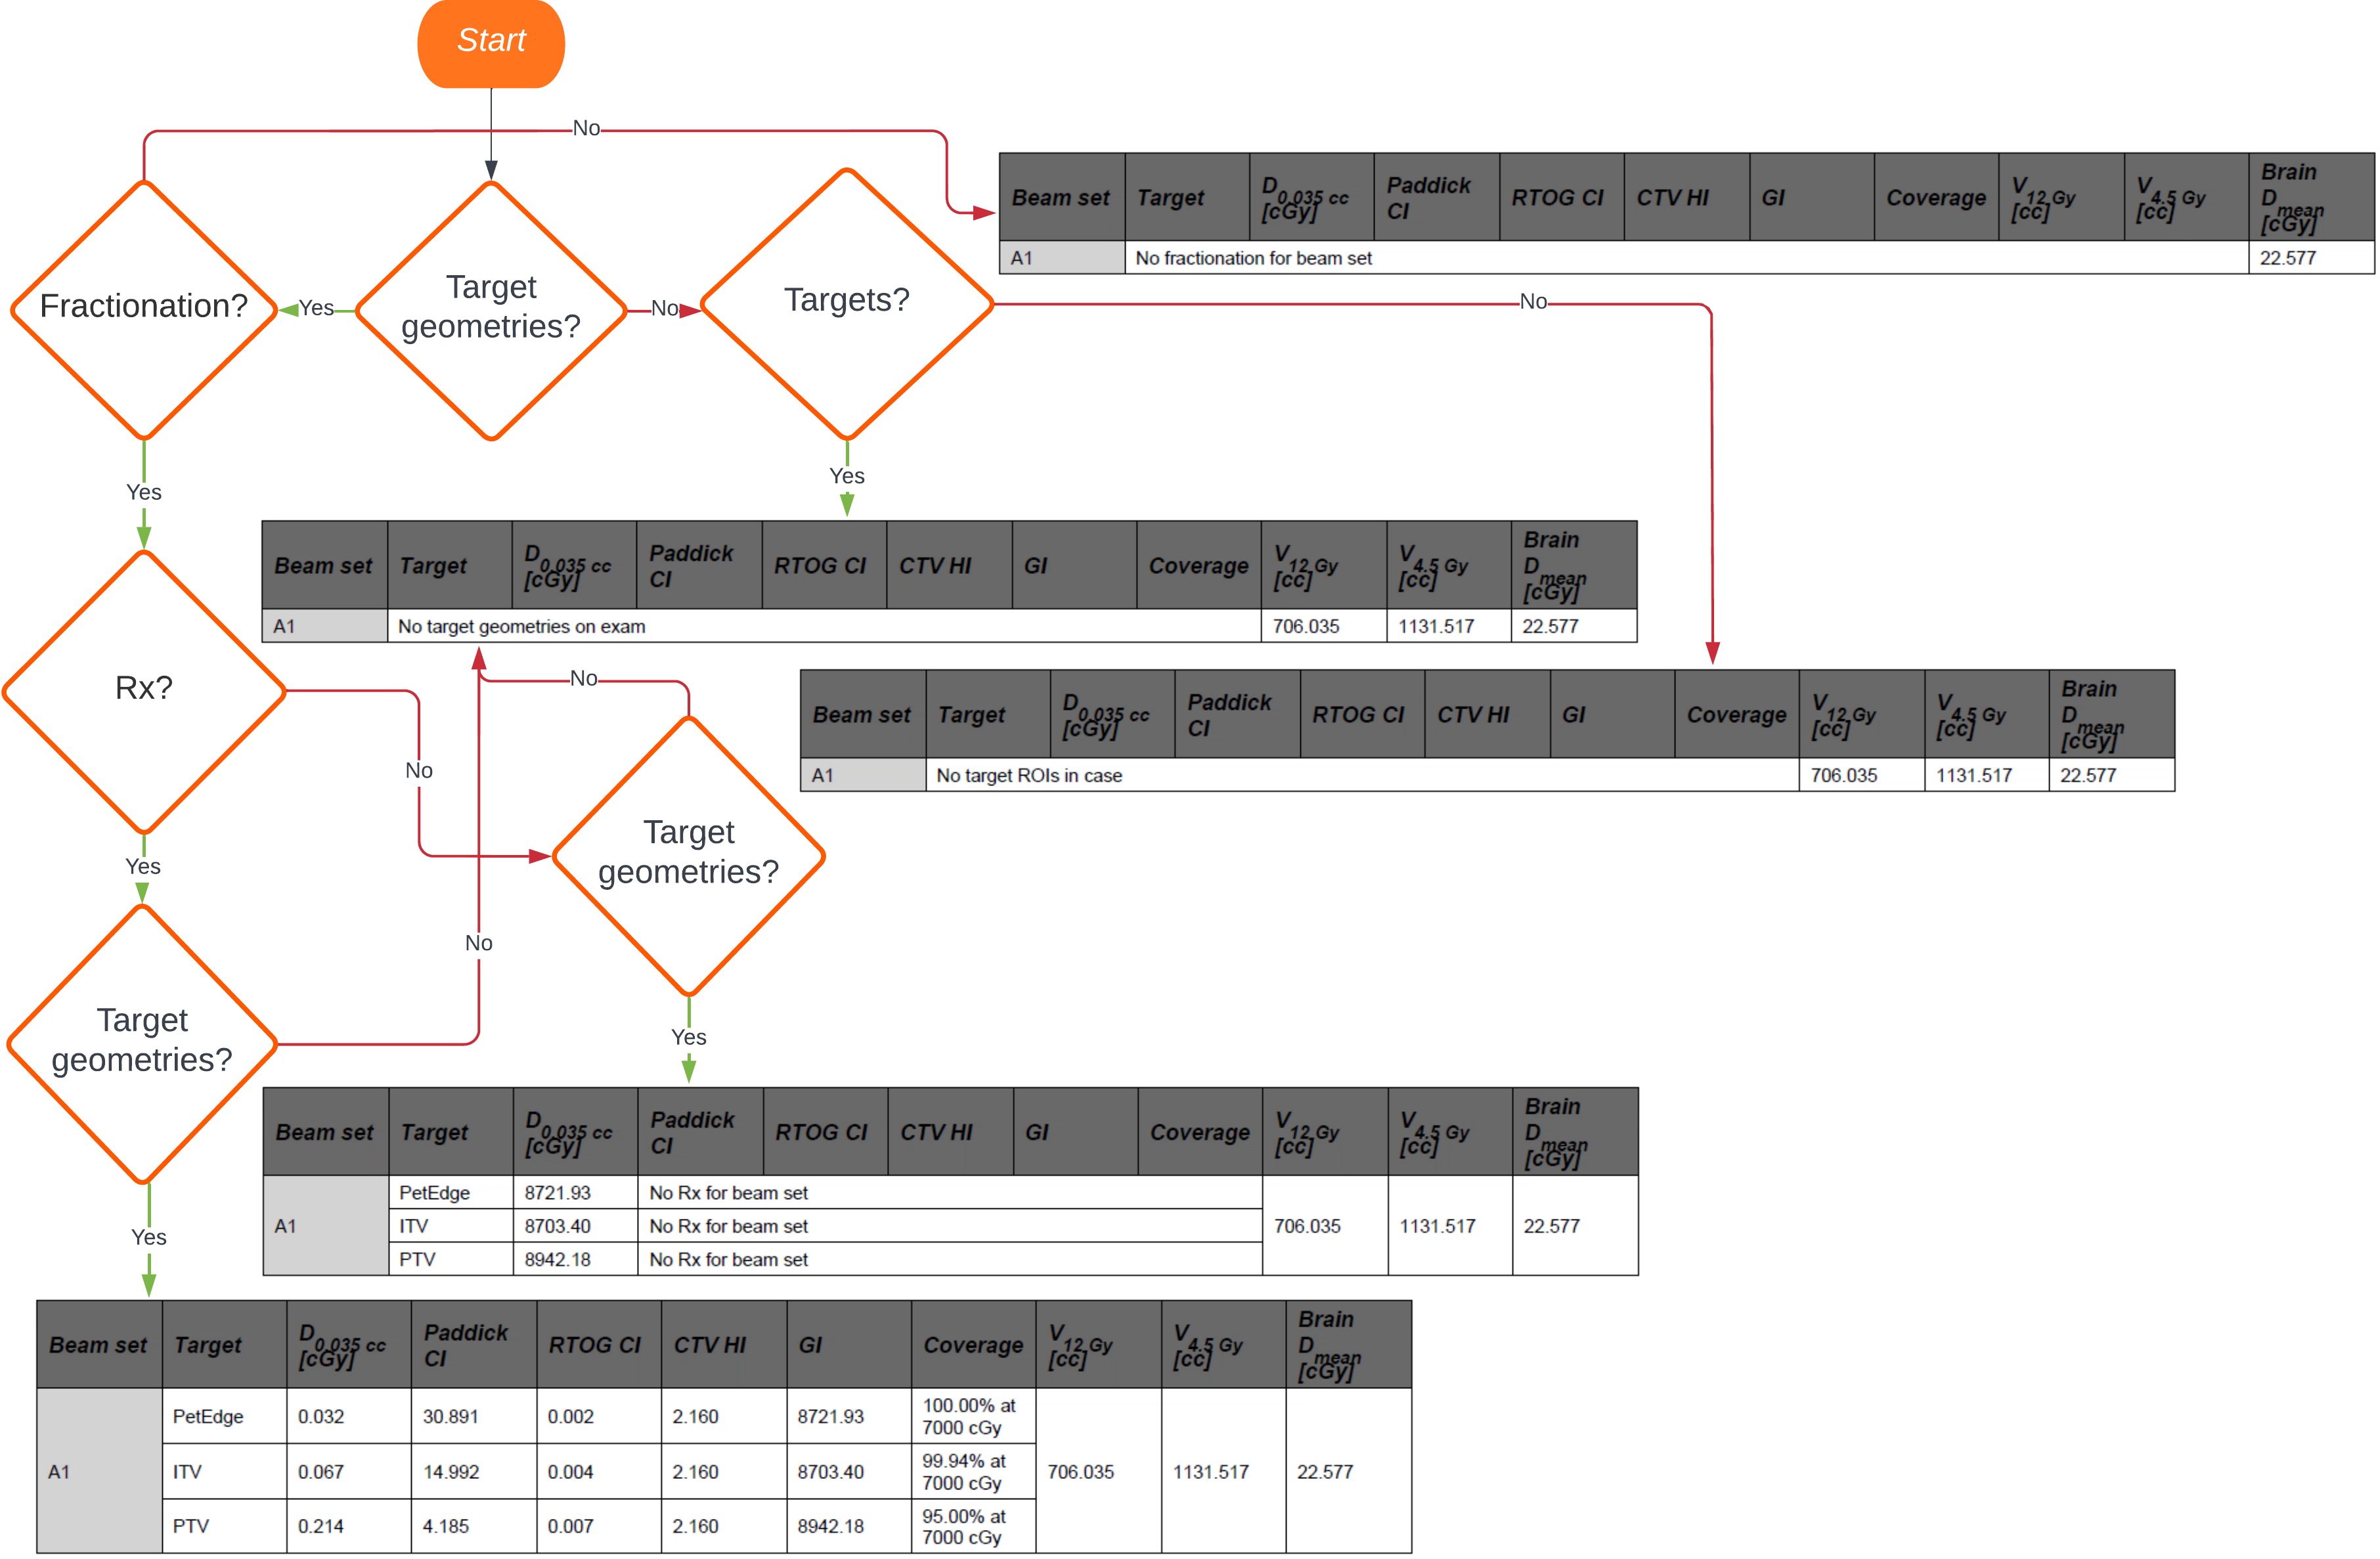 Start
No
Beam set Target D0.035 cc [cGy] Paddick CI RTOG CI CTV HI GI Coverage V12 Gy [cc] V4.5 Gy [cc] Brain Dmean [cGy]
A1 No fractionation for beam set 22.577
Fractionation?
Yes
Target
geometries?
No
Targets?
No
Yes
Yes
Beam set Target D0.035 cc [cGy] Paddick CI RTOG CI CTV HI GI Coverage V12 Gy [cc] V4.5 Gy [cc] Brain Dmean [cGy]
A1 No target geometries on exam 706.035 1131.517 22.577
Rx?
No
No
Beam set Target D0.035 cc [cGy] Paddick CI RTOG CI CTV HI GI Coverage V12 Gy [cc] V4.5 Gy [cc] Brain Dmean [cGy]
A1 No target ROIs in case 706.035 1131.517 22.577
Yes
Target
geometries?
No
Target
geometries?
Yes
Beam set Target D0.035 cc [cGy] Paddick CI RTOG CI CTV HI GI Coverage V12 Gy [cc] V4.5 Gy [cc] Brain Dmean [cGy]
A1 PetEdge 8721.93 No Rx for beam set 706.035 1131.517 22.577
ITV 8703.40 No Rx for beam set
PTV 8942.18 No Rx for beam set
Yes
Beam set Target D0.035 cc [cGy] Paddick CI RTOG CI CTV HI GI Coverage V12 Gy [cc] V4.5 Gy [cc] Brain Dmean [cGy]
A1 PetEdge 0.032 30.891 0.002 2.160 8721.93 100.00% at 7000 cGy 706.035 1131.517 22.577
ITV 0.067 14.992 0.004 2.160 8703.40 99.94% at 7000 cGy
PTV 0.214 4.185 0.007 2.160 8942.18 95.00% at 7000 cGy